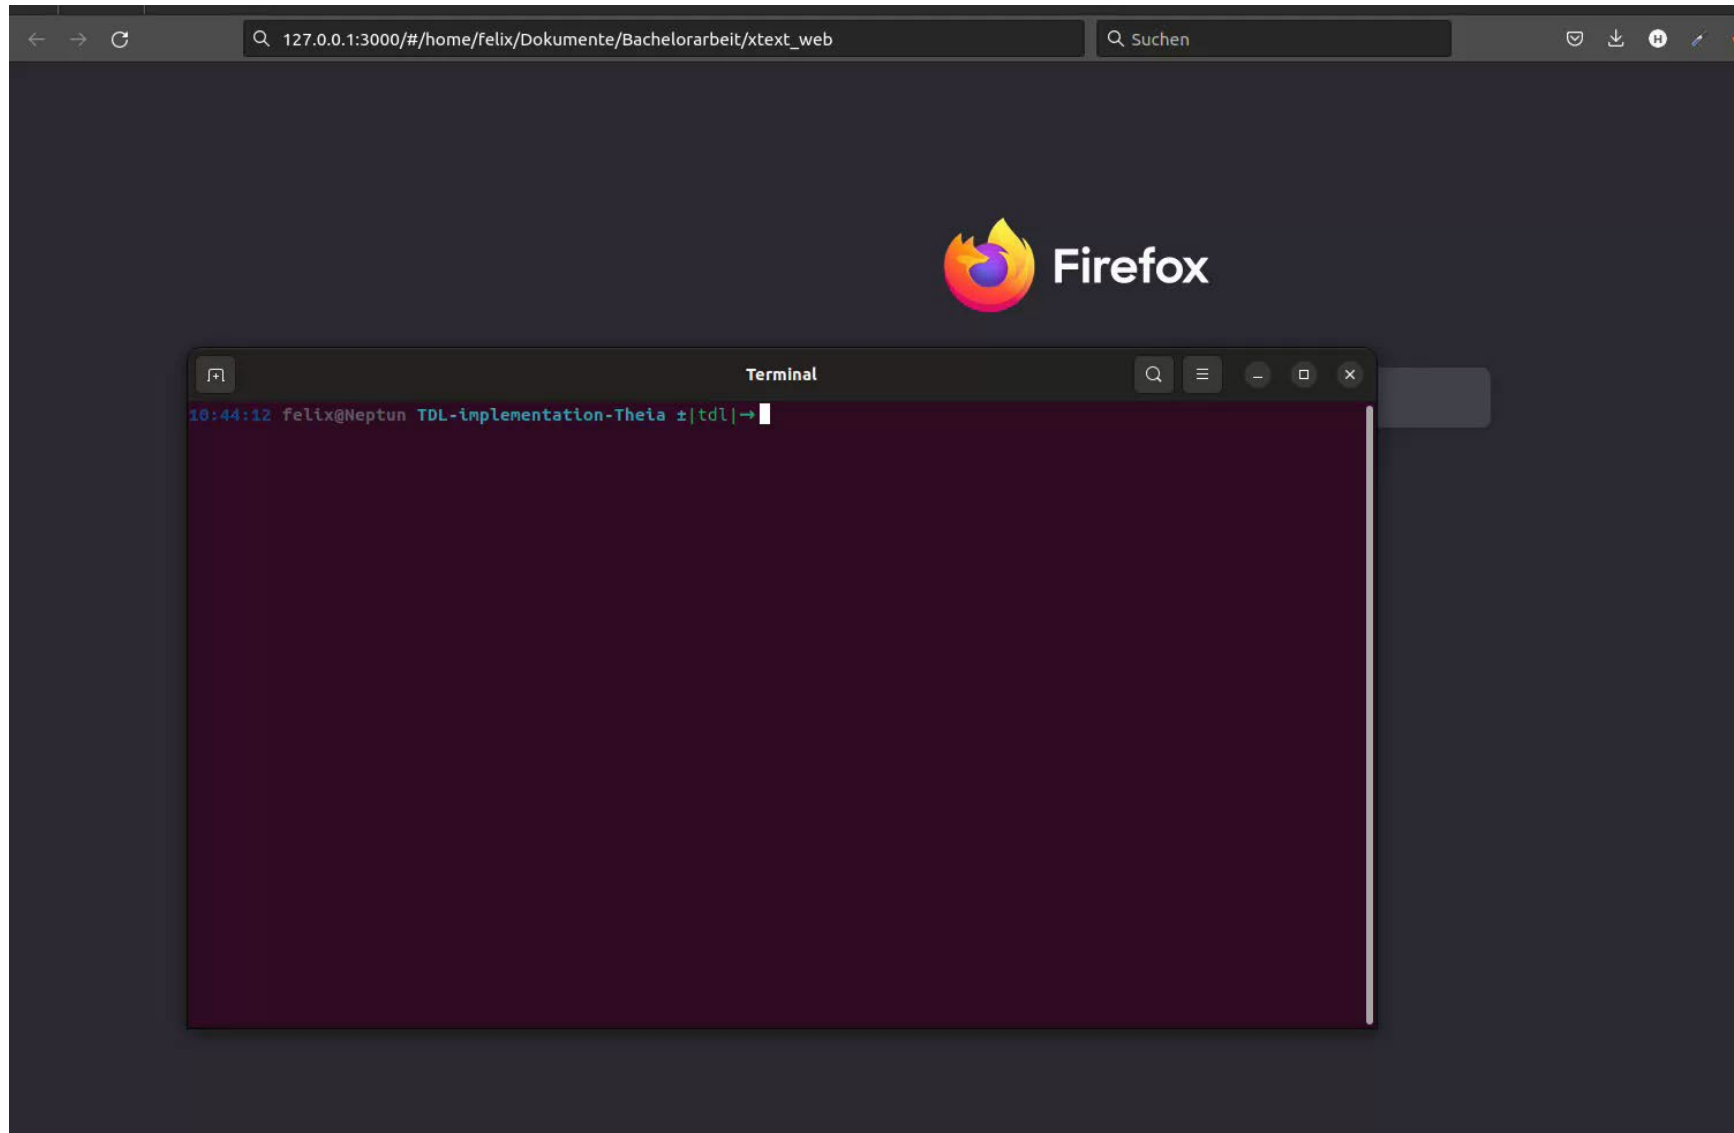 127.0.0.1:3000/#/home/felix/Dokumente/Bachelorarbeit/xtext_web
Suchen
H
Firefox
Terminal
10:44:12 felix@Neptun TDL-implementation-Theia ±|tdl|→